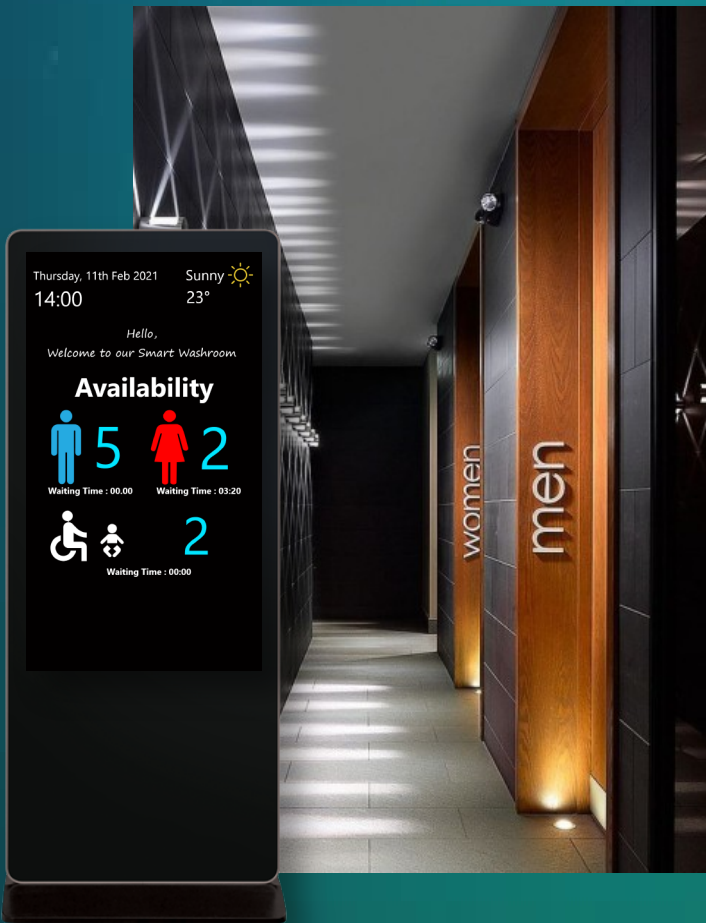 Thursday, 11th Feb 2021
Sunny
14:00
23°
Hello,
Welcome to our Smart Washroom
Availability
5
2
Waiting Time : 00.00
Waiting Time : 03:20
2
Waiting Time : 00:00
women
men